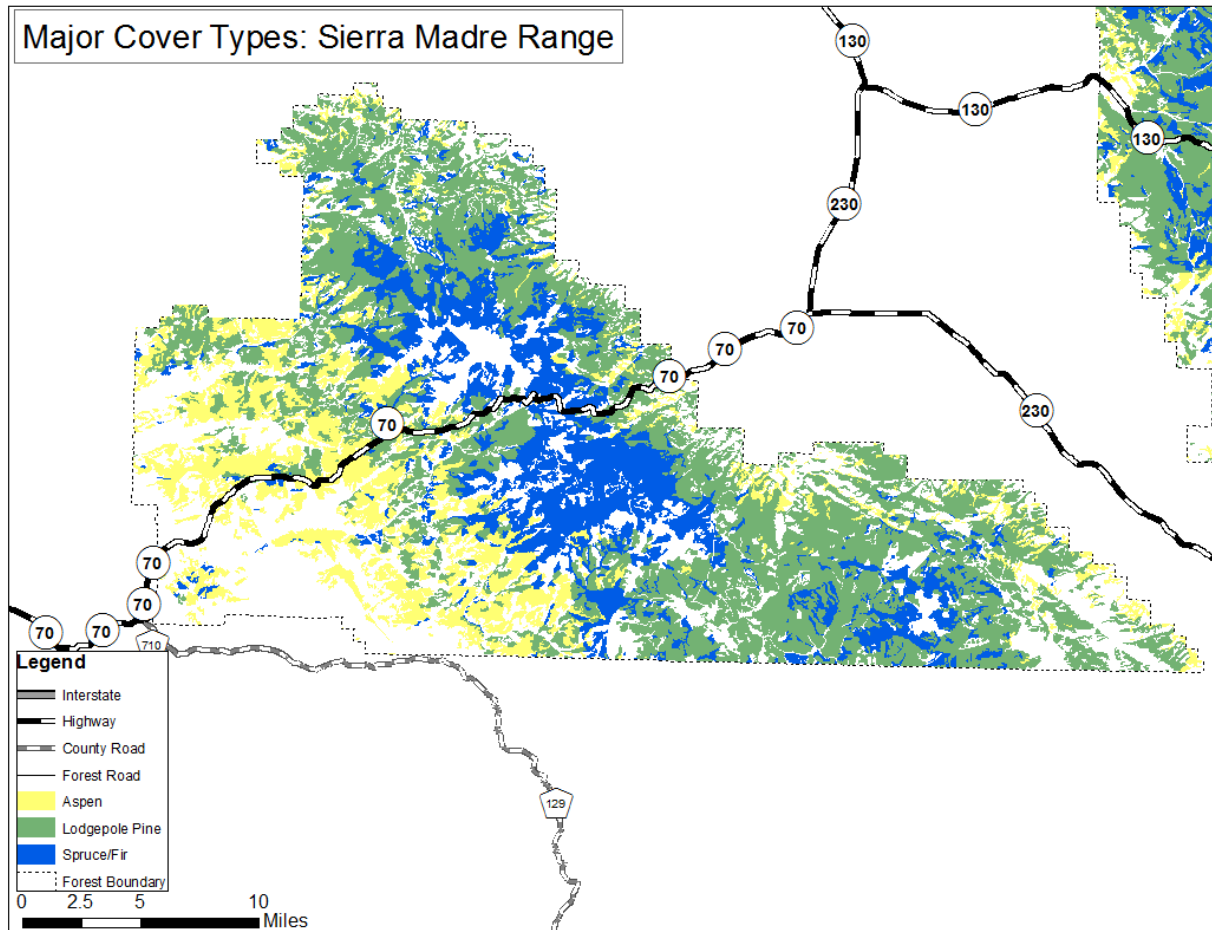 Major Cover Types: Sierra Madre Range
130
130
130
230
70
70
70
230
70
70
70
70
710
129
Legend
Interstate
Highway
County Road
Forest Road
Aspen
Lodgepole Pine
Spruce/Fir
Forest Boundary
0 2.5 5 10
Miles